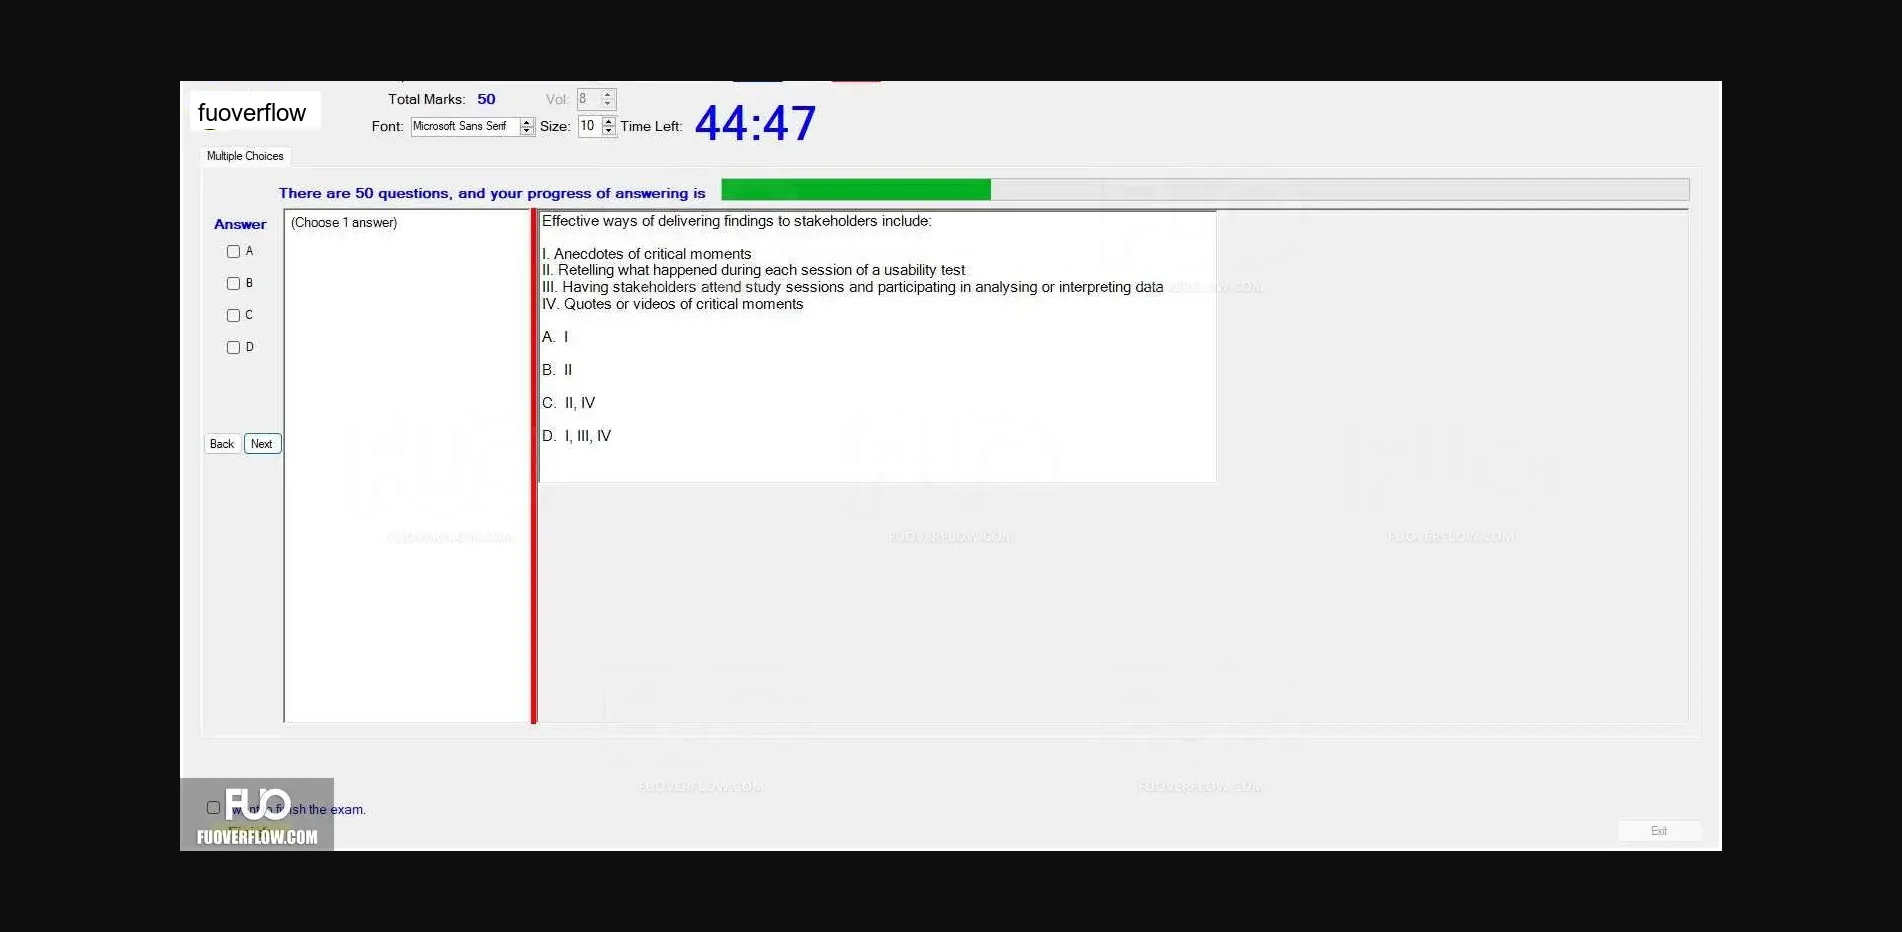 fuoverflow
Total Marks: 50
Vol: 8
Font: Microsoft Sans Serif
Size: 10
Time Left: 44:47
Multiple Choices
There are 50 questions, and your progress of answering is
Answer
A
B
C
D
Back
Next
(Choose 1 answer)
Effective ways of delivering findings to stakeholders include:
I. Anecdotes of critical moments
II. Retelling what happened during each session of a usability test
III. Having stakeholders attend study sessions and participating in analysing or interpreting data
IV. Quotes or videos of critical moments
A. I
B. II
C. II, IV
D. I, III, IV
FUOVERFLOW.COM
FUOVERFLOW.COM
FUOVERFLOW.COM
FUOVERFLOW.COM
FUOVERFLOW.COM
FUO
the exam.
FUOVERFLOW.COM
Exit